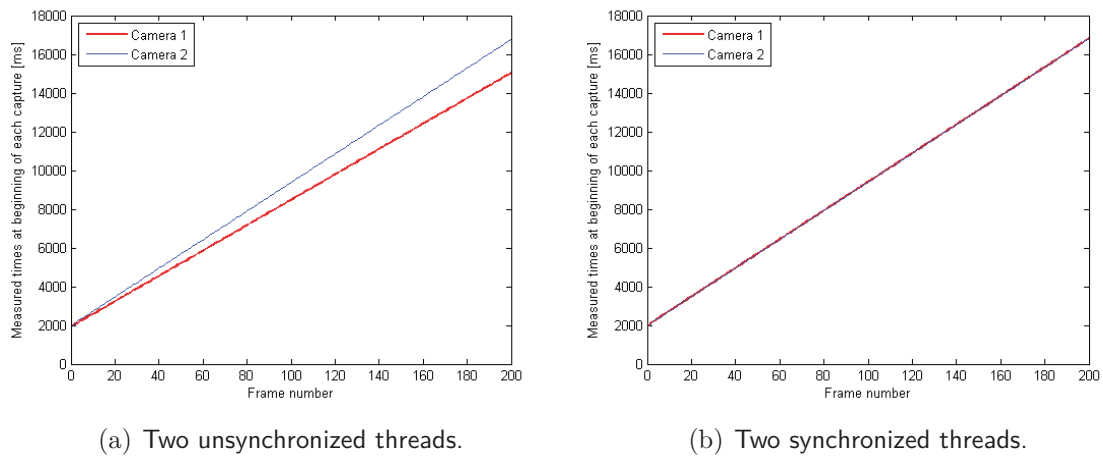 18000
16000
14000
12000
10000
8000
6000
4000
2000
0
Measured times at beginning of each capture [ms]
Camera 1
Camera 2
0 20 40 60 80 100 120 140 160 180 200
Frame number
(a) Two unsynchronized threads.
18000
16000
14000
12000
10000
8000
6000
4000
2000
0
Measured times at beginning of each capture [ms]
Camera 1
Camera 2
0 20 40 60 80 100 120 140 160 180 200
Frame number
(b) Two synchronized threads.